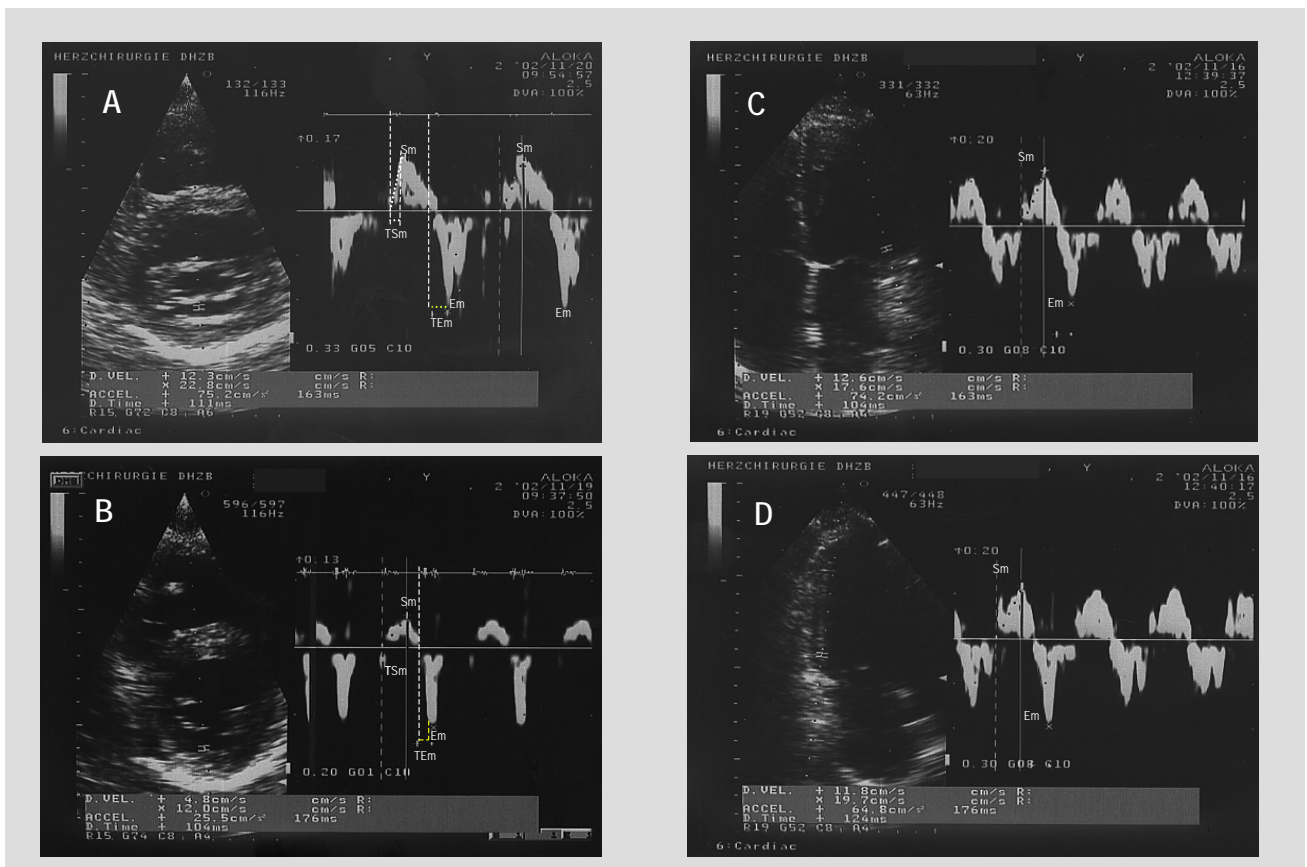 HERZCHIRURGIE DHZB
Y
ALOKA
2 '02/11/20
09:54:57
2.5
DVA:100%
132/133
116Hz
A
↑0.17
Sm
Sm
TSm
Em
TEm
Em
0.33 G05 C10
D.VEL. + 12.3cm/s cm/s R:
× 22.8cm/s cm/s R:
ACCEL. + 75.2cm/s² 163ms
D.Time + 111ms
R15 G72 C8 A6
6:Cardiac
HERZCHIRURGIE DHZB
Y
ALOKA
2 '02/11/16
12:39:37
2.5
DVA:100%
331/332
63Hz
C
↑0.20
Sm
Em
0.30 G08 C10
D.VEL. + 12.6cm/s cm/s R:
× 17.6cm/s cm/s R:
ACCEL. + 74.2cm/s² 163ms
D.Time + 104ms
R19 G52 C8 A4
6:Cardiac
ZCHIRURGIE DHZB
Y
ALOKA
2 '02/11/19
09:37:50
2.5
DVA:100%
596/597
116Hz
B
↑0.13
Sm
TSm
Em
TEm
0.20 G01 C10
D.VEL. + 4.8cm/s cm/s R:
× 12.0cm/s cm/s R:
ACCEL. + 25.5cm/s² 176ms
D.Time + 104ms
R15 G74 C8 A4
HERZCHIRURGIE DHZB
Y
ALOKA
2 '02/11/16
12:40:17
2.5
DVA:100%
447/448
63Hz
D
↑0.20
Sm
Em
0.30 G08 C10
D.VEL. + 11.8cm/s cm/s R:
× 19.7cm/s cm/s R:
ACCEL. + 64.8cm/s² 176ms
D.Time + 124ms
R19 G52 C8 A4
6:Cardiac